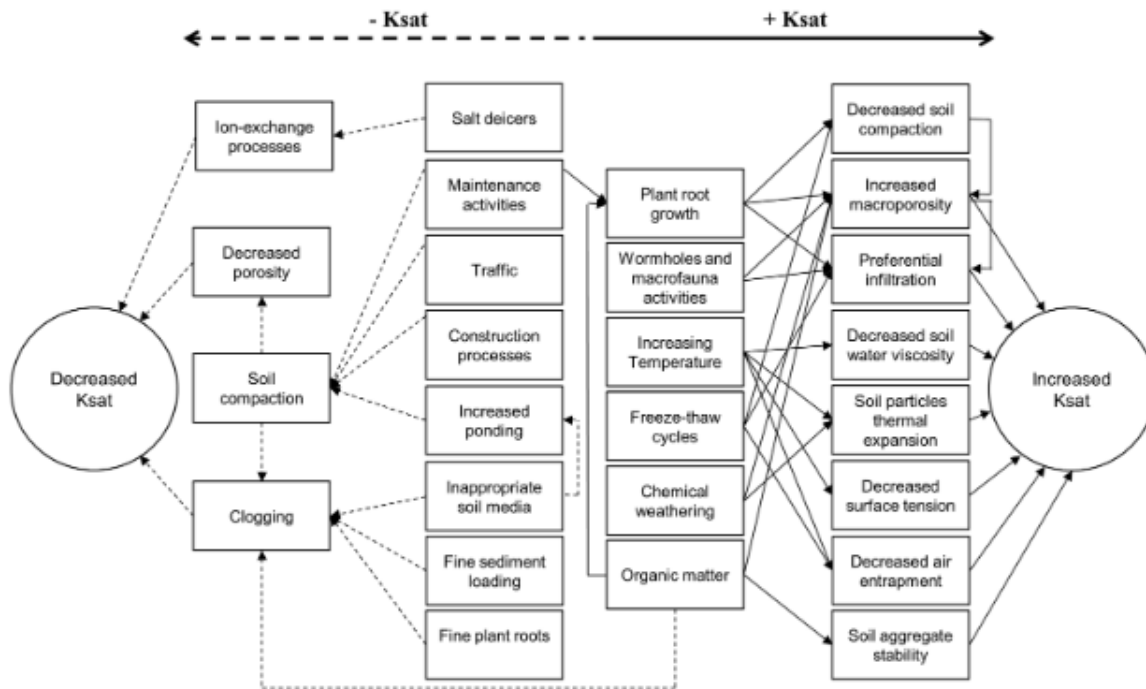 - Ksat
+ Ksat
Decreased
Ksat
Ion-exchange
processes
Decreased
porosity
Soil
compaction
Clogging
Salt deicers
Maintenance
activities
Traffic
Construction
processes
Increased
ponding
Inappropriate
soil media
Fine sediment
loading
Fine plant roots
Plant root
growth
Wormholes and
macrofauna
activities
Increasing
Temperature
Freeze-thaw
cycles
Chemical
weathering
Organic matter
Decreased soil
compaction
Increased
macroporosity
Preferential
infiltration
Decreased soil
water viscosity
Soil particles
thermal
expansion
Decreased
surface tension
Decreased air
entrapment
Soil aggregate
stability
Increased
Ksat